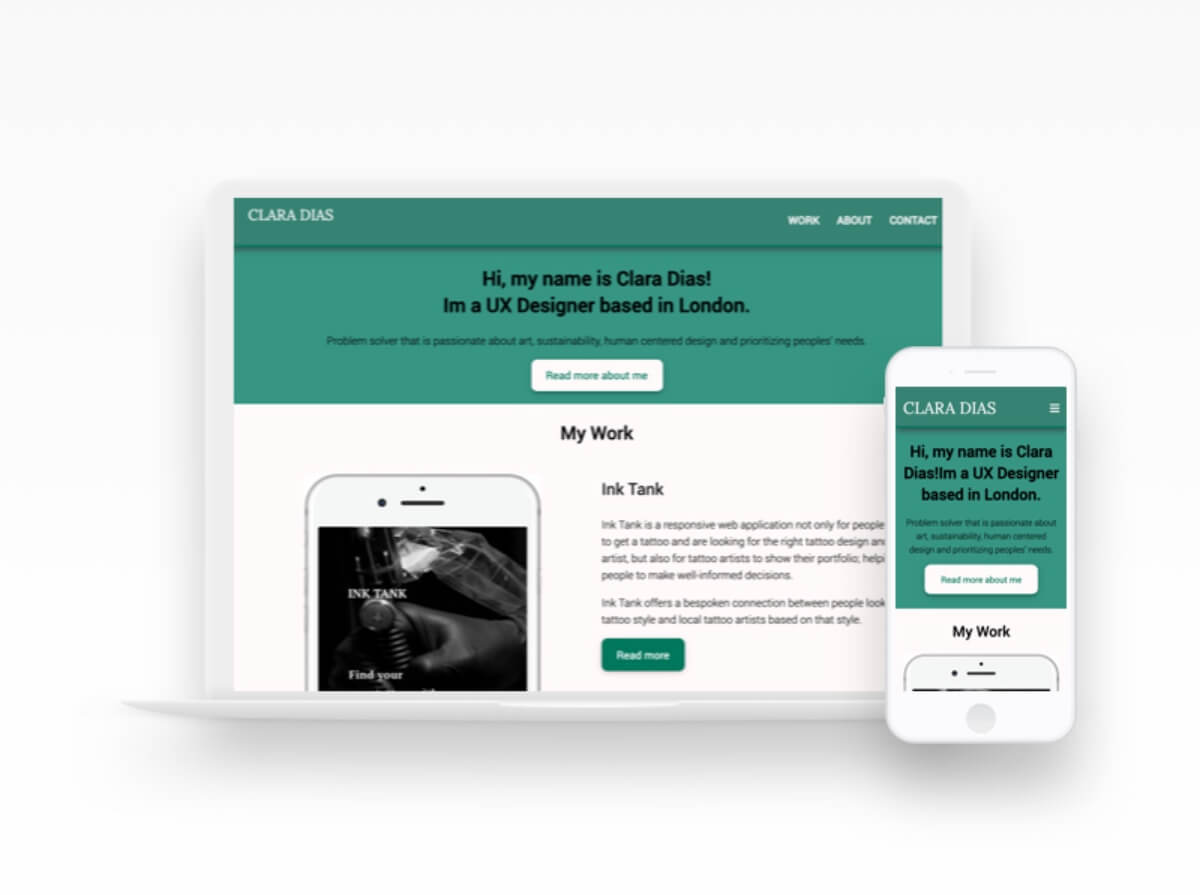 CLARA DIAS
WORK ABOUT CONTACT
Hi, my name is Clara Dias!
Im a UX Designer based in London.
Problem solver that is passionate about art, sustainability, human centered design and prioritizing peoples' needs.
Read more about me
My Work
INK TANK
Find your
Ink Tank
Ink Tank is a responsive web application not only for people
to get a tattoo and are looking for the right tattoo design
artist, but also for tattoo artists to show their portfolio;
people to make well-informed decisions.
Ink Tank offers a bespoken connection between people
tattoo style and local tattoo artists based on that style.
Read more
CLARA DIAS
Hi, my name is Clara
Dias!Im a UX Designer
based in London.
Problem solver that is passionate about
art, sustainability, human centered
design and prioritizing peoples' needs.
Read more about me
My Work